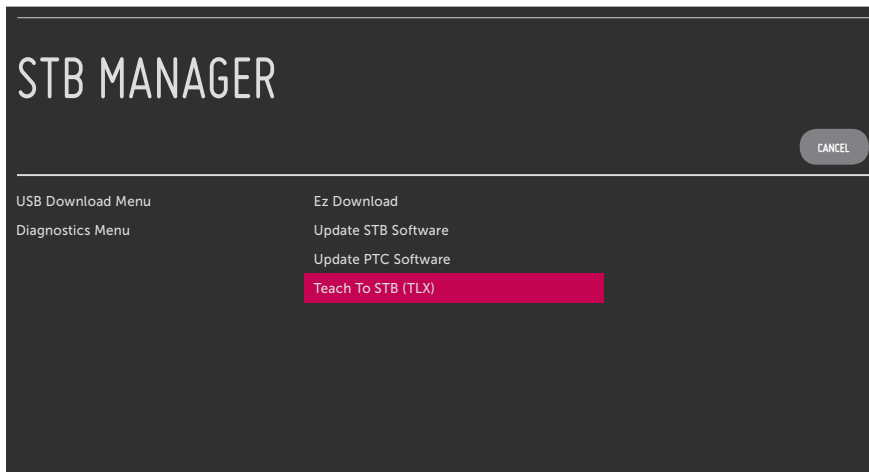 STB MANAGER
CANCEL
USB Download Menu
Diagnostics Menu
Ez Download
Update STB Software
Update PTC Software
Teach To STB (TLX)